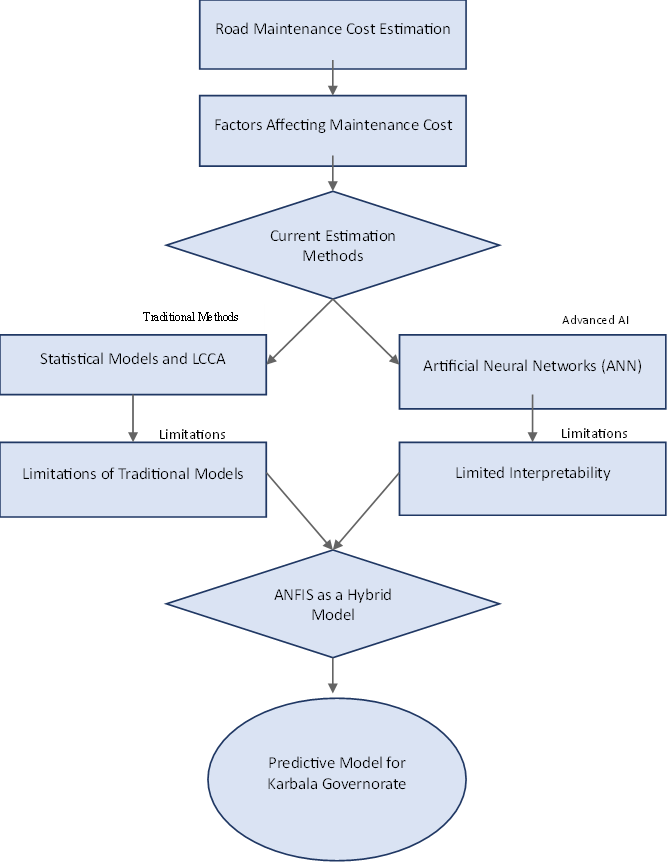 Road Maintenance Cost Estimation
Factors Affecting Maintenance Cost
Current Estimation
Methods
Traditional Methods
Advanced AI
Statistical Models and LCCA
Artificial Neural Networks (ANN)
Limitations
Limitations
Limitations of Traditional Models
Limited Interpretability
ANFIS as a Hybrid
Model
Predictive Model for
Karbala Governorate